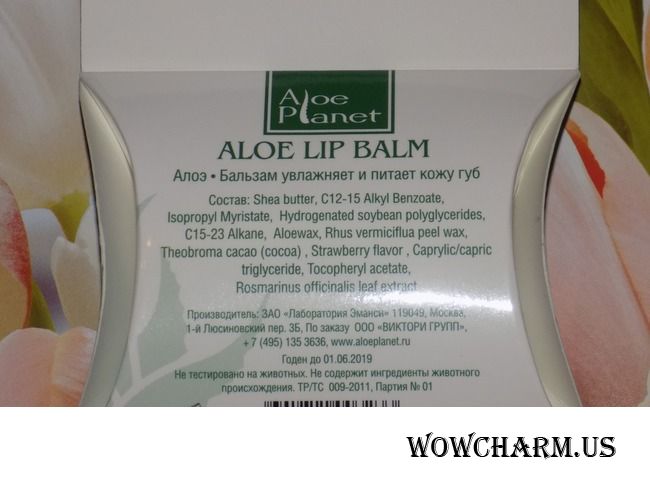 Aloe
Planet
ALOE LIP BALM
Алоэ • Бальзам увлажняет и питает кожу губ
Состав: Shea butter, C12-15 Alkyl Benzoate,
Isopropyl Myristate, Hydrogenated soybean polyglycerides,
C15-23 Alkane, Aloewax, Rhus vermiciflua peel wax,
Theobroma cacao (cocoa) , Strawberry flavor , Caprylic/capric
triglyceride, Tocopheryl acetate,
Rosmarinus officinalis leaf extract
Производитель: ЗАО «Лаборатория Эманси» 119049, Москва,
1-й Люсиновский пер. 3Б, По заказу ООО «ВИКТОРИ ГРУПП»,
+ 7 (495) 135 3636, www.aloeplanet.ru
Годен до 01.06.2019
Не тестировано на животных. Не содержит ингредиенты животного
происхождения. ТР/ТС 009-2011, Партия № 01
WOWCHARM.US